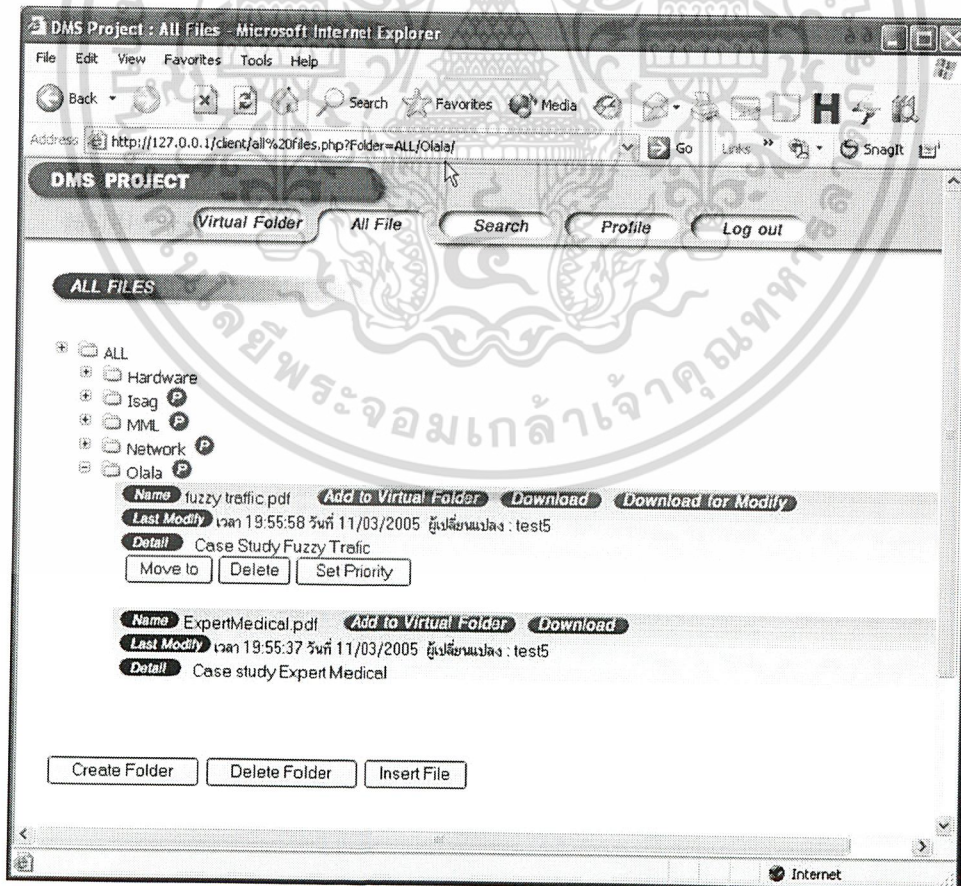 DMS Project : All Files - Microsoft Internet Explorer
File Edit View Favorites Tools Help
Back Search Favorites Media
Address http://127.0.0.1/client/all%20files.php?Folder=ALL/Olala/ Go Links » SnagIt
DMS PROJECT
Virtual Folder All File Search Profile Log out
ALL FILES
ALL
Hardware
Isag P
MML P
Network P
Olala P
Name fuzzy traffic.pdf Add to Virtual Folder Download Download for Modify
Last Modify เวลา 19:55:58 วันที่ 11/03/2005 ผู้เปลี่ยนแปลง : test5
Detail Case Study Fuzzy Trafic
Move to Delete Set Priority
Name ExpertMedical.pdf Add to Virtual Folder Download
Last Modify เวลา 19:55:37 วันที่ 11/03/2005 ผู้เปลี่ยนแปลง : test5
Detail Case study Expert Medical
Create Folder Delete Folder Insert File
Internet